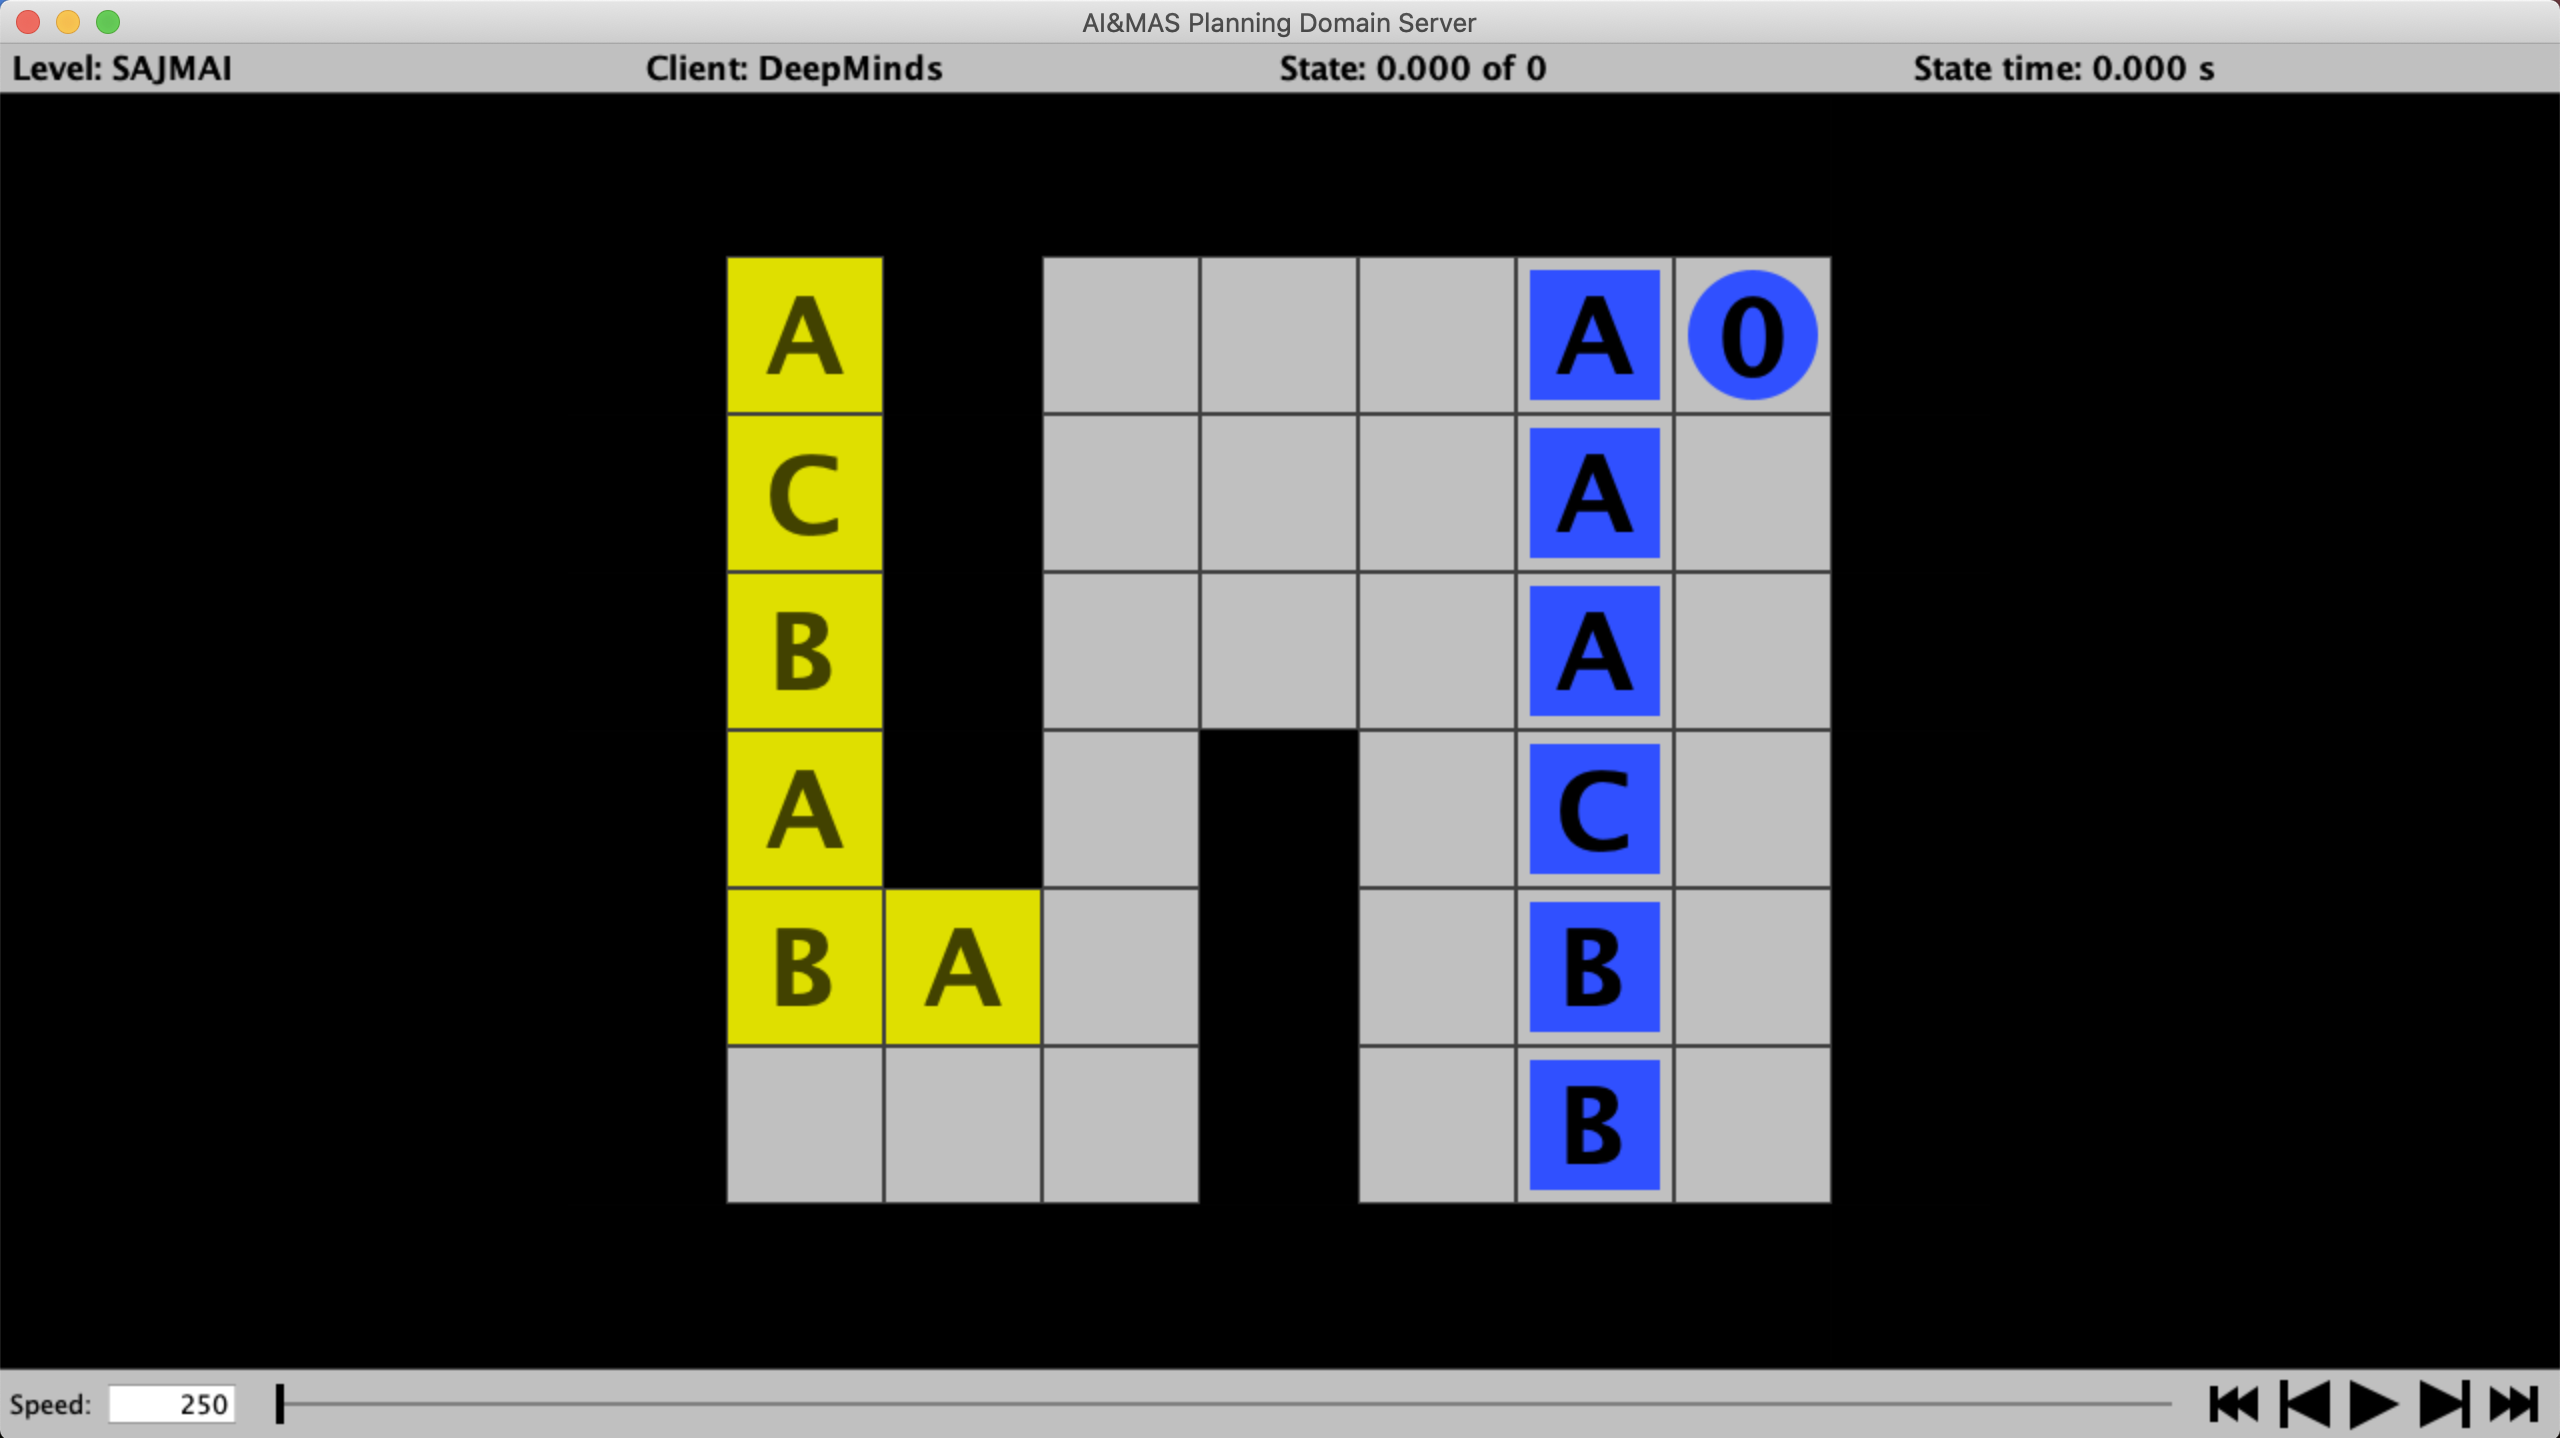 AI&MAS Planning Domain Server
Level: SAJMAI Client: DeepMinds State: 0.000 of 0 State time: 0.000 s
A A 0
C A
B A
A C
B A B
B
Speed: 250